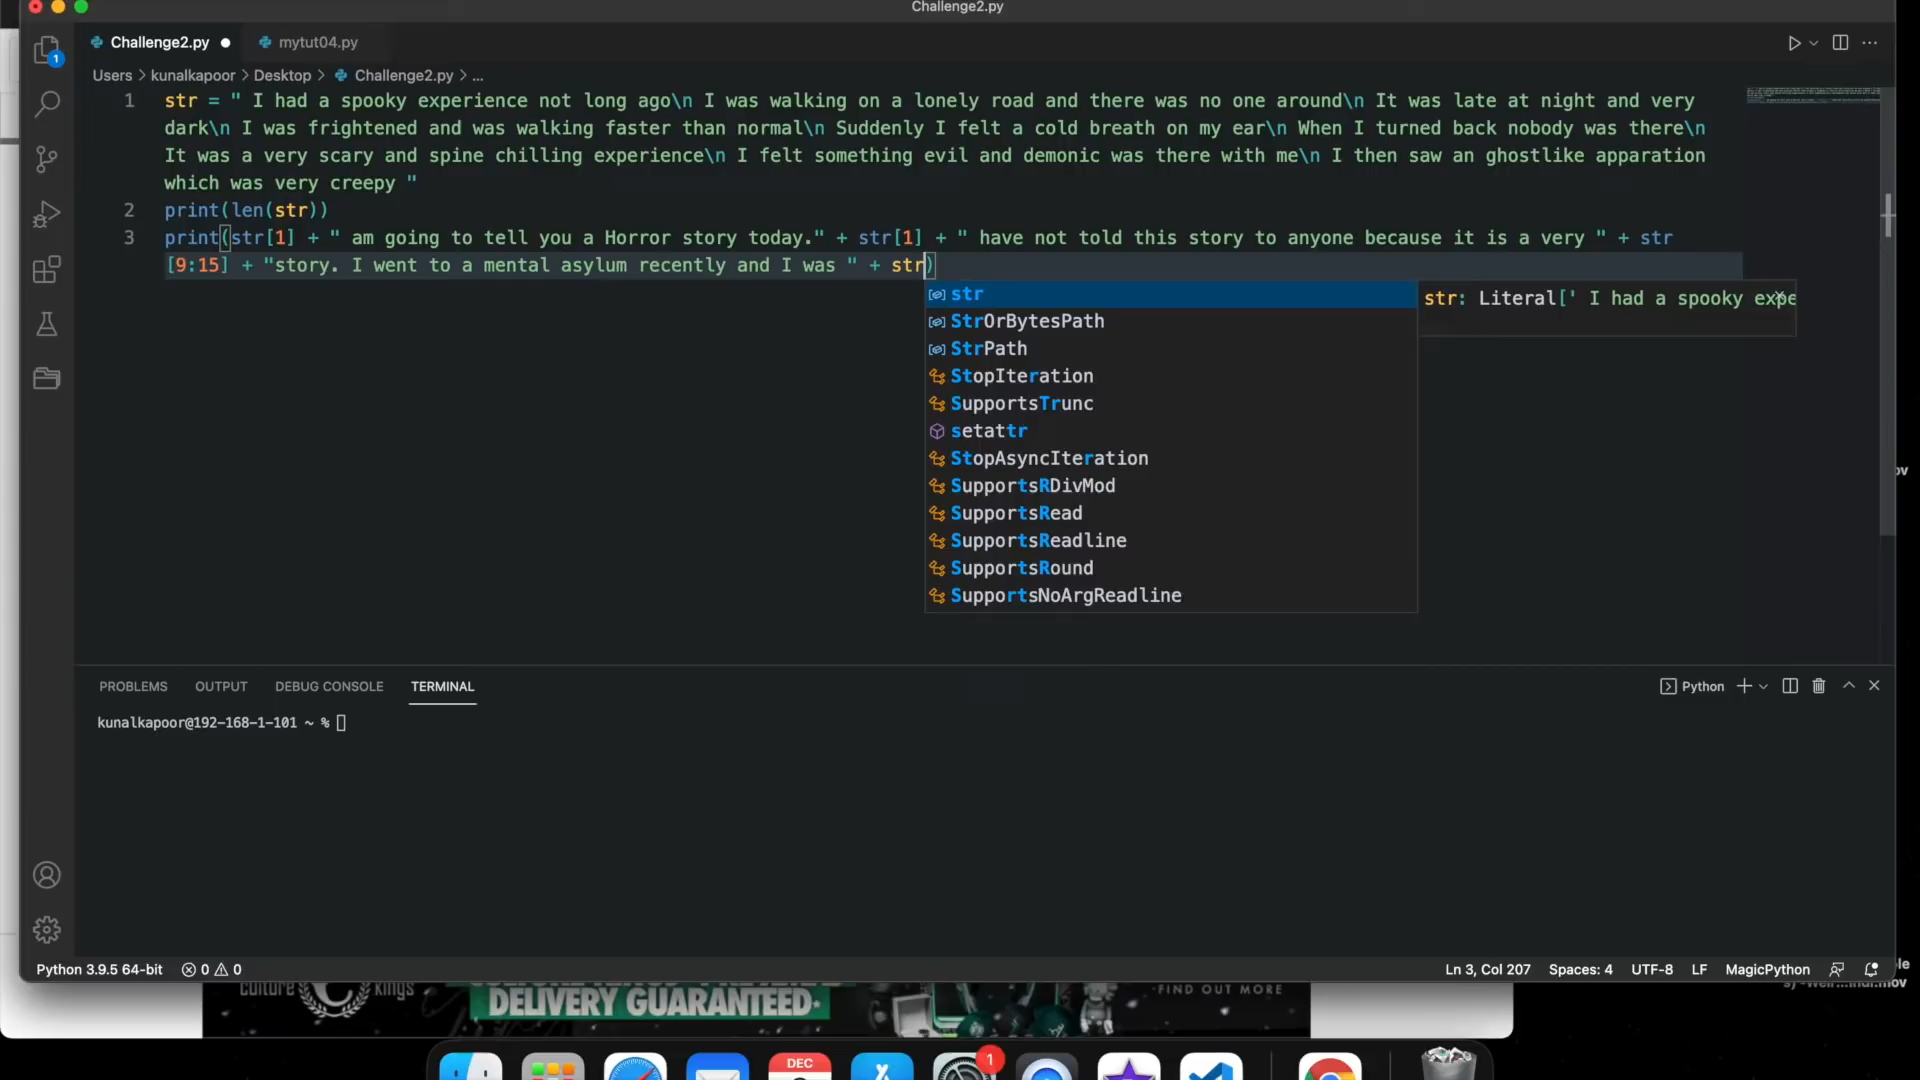 Challenge2.py
Challenge2.py
mytut04.py
1
Users
kunalkapoor
Desktop
Challenge2.py
...
1 str = " I had a spooky experience not long ago\n I was walking on a lonely road and there was no one around\n It was late at night and very
dark\n I was frightened and was walking faster than normal\n Suddenly I felt a cold breath on my ear\n When I turned back nobody was there\n
It was a very scary and spine chilling experience\n I felt something evil and demonic was there with me\n I then saw an ghostlike apparation
which was very creepy "
2 print(len(str))
3 print(str[1] + " am going to tell you a Horror story today." + str[1] + " have not told this story to anyone because it is a very " + str
[9:15] + "story. I went to a mental asylum recently and I was " + str)
str
str: Literal[' I had a spooky expe
StrOrBytesPath
StrPath
StopIteration
SupportsTrunc
setattr
StopAsyncIteration
SupportsRDivMod
SupportsRead
SupportsReadline
SupportsRound
SupportsNoArgReadline
PROBLEMS
OUTPUT
DEBUG CONSOLE
TERMINAL
Python
kunalkapoor@192-168-1-101 ~ %
Python 3.9.5 64-bit
0
0
Ln 3, Col 207
Spaces: 4
UTF-8
LF
MagicPython
culture
kings
DELIVERY GUARANTEED
FIND OUT MORE
DEC
1